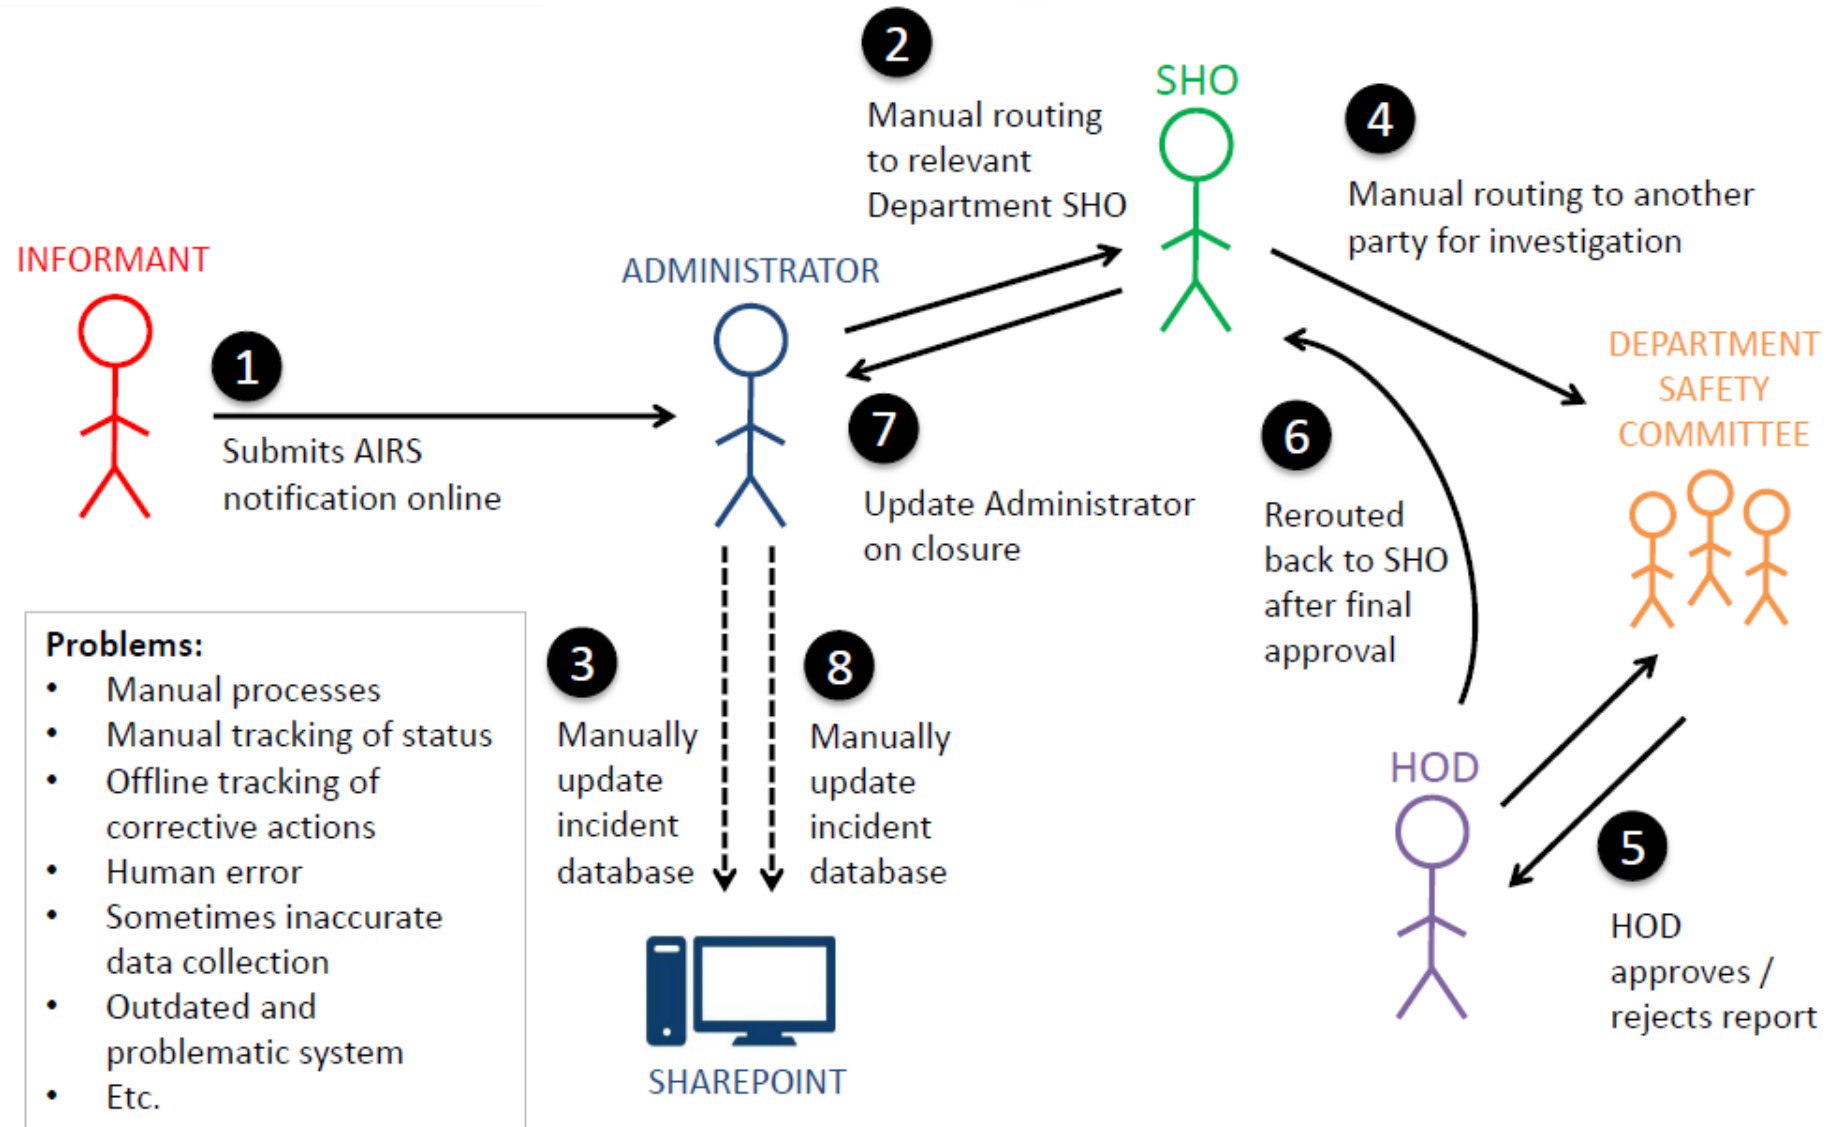 INFORMANT
1
Submits AIRS
notification online
ADMINISTRATOR
2
Manual routing
to relevant
Department SHO
SHO
3
Manually
update
incident
database
4
Manual routing to another
party for investigation
DEPARTMENT
SAFETY
COMMITTEE
5
HOD
approves /
rejects report
HOD
6
Rerouted
back to SHO
after final
approval
7
Update Administrator
on closure
8
Manually
update
incident
database
SHAREPOINT
Problems:
• Manual processes
• Manual tracking of status
• Offline tracking of
corrective actions
• Human error
• Sometimes inaccurate
data collection
• Outdated and
problematic system
• Etc.